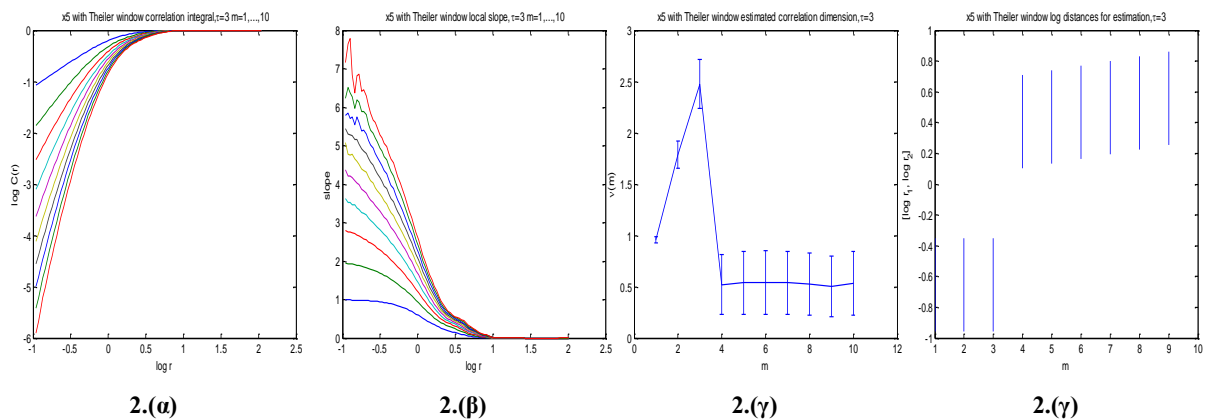 x5 with Theiler window correlation integral,τ=3 m=1,...,10
log C(r)
0
-1
-2
-3
-4
-5
-6
-1 -0.5 0 0.5 1 1.5 2 2.5
log r
2.(α)
x5 with Theiler window local slope, τ=3 m=1,...,10
slope
8
7
6
5
4
3
2
1
0
-1 -0.5 0 0.5 1 1.5 2 2.5
log r
2.(β)
x5 with Theiler window estimated correlation dimension,τ=3
ν(m)
3
2.5
2
1.5
1
0.5
0
0 2 4 6 8 10 12
m
2.(γ)
x5 with Theiler window log distances for estimation,τ=3
[log r1, log r2]
1
0.8
0.6
0.4
0.2
0
-0.2
-0.4
-0.6
-0.8
-1
1 2 3 4 5 6 7 8 9 10
m
2.(γ)